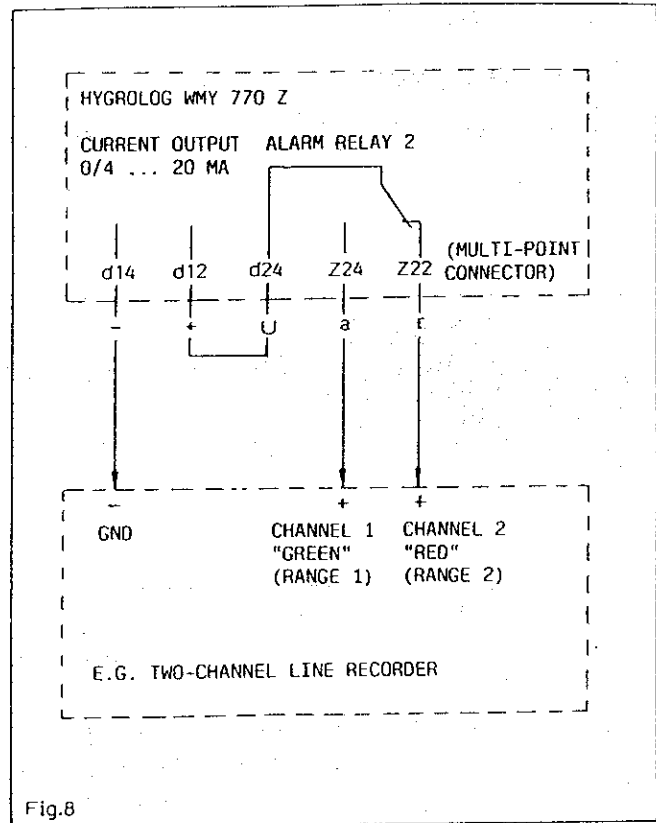 HYGROLOG WMY 770 Z
CURRENT OUTPUT ALARM RELAY 2
0/4 ... 20 MA
d14 d12 d24 Z24 Z22 (MULTI-POINT
CONNECTOR)
- + U a r
- + +
GND CHANNEL 1 CHANNEL 2
"GREEN" "RED"
(RANGE 1) (RANGE 2)
E.G. TWO-CHANNEL LINE RECORDER
Fig.8